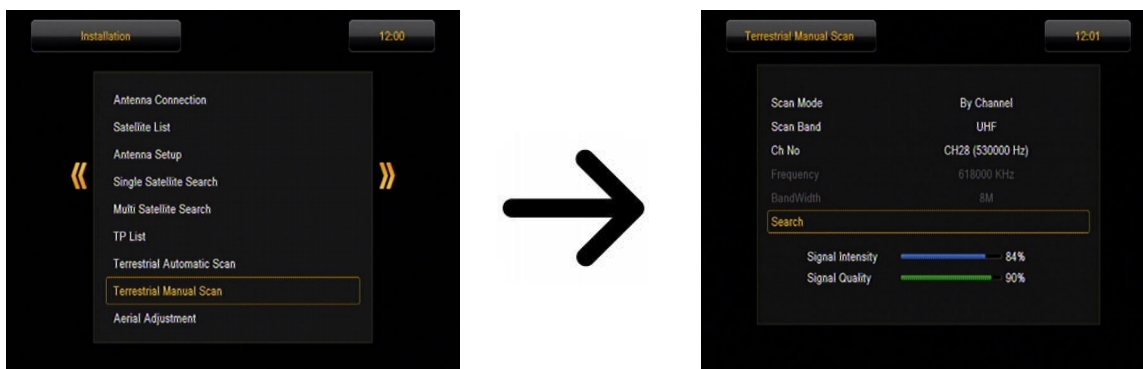 Installation
12:00
Antenna Connection
Satellite List
Antenna Setup
Single Satellite Search
Multi Satellite Search
TP List
Terrestrial Automatic Scan
Terrestrial Manual Scan
Aerial Adjustment
Terrestrial Manual Scan
12:01
Scan Mode By Channel
Scan Band UHF
Ch No CH28 (530000 Hz)
Frequency 618000 KHz
BandWidth 8M
Search
Signal Intensity 84%
Signal Quality 90%